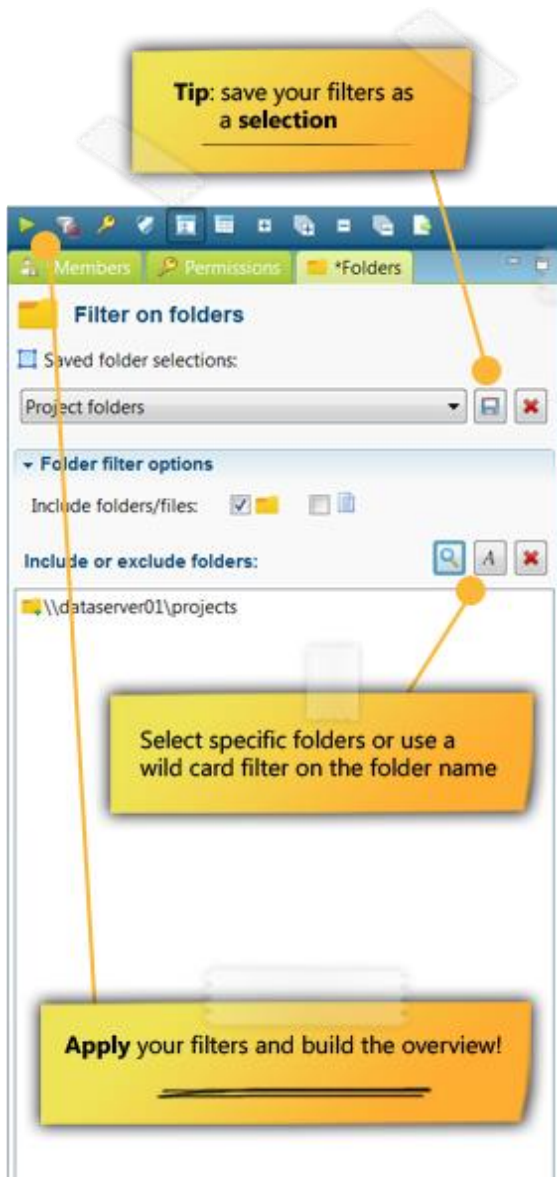 Tip: save your filters as
a selection
Members
Permissions
*Folders
Filter on folders
Saved folder selections:
Project folders
Folder filter options
Include folders/files:
Include or exclude folders:
A
\\dataserver01\projects
Select specific folders or use a
wild card filter on the folder name
Apply your filters and build the overview!